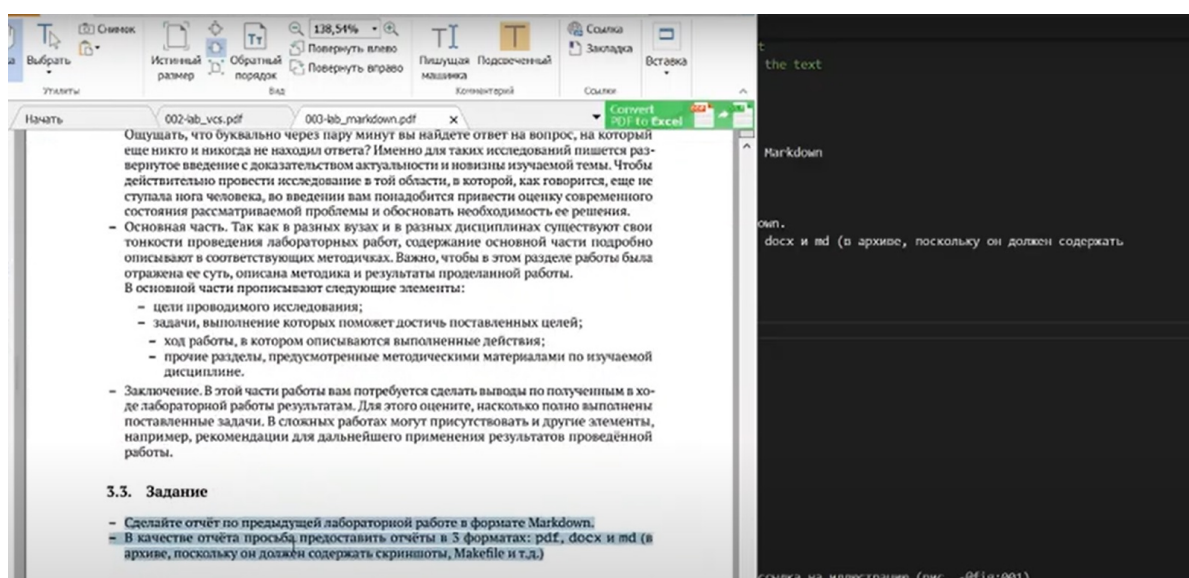 Снимок
138,54%
Ссылка
Выбрать
Истинный размер
Обратный порядок
Повернуть влево
Повернуть вправо
Пишущая машинка
Подсвеченный
Закладка
Вставка
Утилиты
Вид
Комментарий
Ссылки
Начать
002-lab_vcs.pdf
003-lab_markdown.pdf
Convert
PDF to Excel
Ощущать, что буквально через пару минут вы найдете ответ на вопрос, на который
еще никто и никогда не находил ответа? Именно для таких исследований пишется раз-
вернутое введение с доказательством актуальности и новизны изучаемой темы. Чтобы
действительно провести исследование в той области, в которой, как говорится, еще не
ступала нога человека, во введении вам понадобится привести оценку современного
состояния рассматриваемой проблемы и обосновать необходимость ее решения.
– Основная часть. Так как в разных вузах и в разных дисциплинах существуют свои
тонкости проведения лабораторных работ, содержание основной части подробно
описывают в соответствующих методичках. Важно, чтобы в этом разделе работы была
отражена ее суть, описана методика и результаты проделанной работы.
В основной части прописывают следующие элементы:
– цели проводимого исследования;
– задачи, выполнение которых поможет достичь поставленных целей;
– ход работы, в котором описываются выполненные действия;
– прочие разделы, предусмотренные методическими материалами по изучаемой
дисциплине.
– Заключение. В этой части работы вам потребуется сделать выводы по полученным в хо-
де лабораторной работы результатам. Для этого оцените, насколько полно выполнены
поставленные задачи. В сложных работах могут присутствовать и другие элементы,
например, рекомендации для дальнейшего применения результатов проведённой
работы.
3.3. Задание
– Сделайте отчёт по предыдущей лабораторной работе в формате Markdown.
– В качестве отчёта просьба предоставить отчёты в 3 форматах: pdf, docx и md (в
архиве, поскольку он должен содержать скриншоты, Makefile и т.д.)
t
the text
Markdown
own.
docx и md (в архиве, поскольку он должен содержать
ссылка на иллюстрацию (рис. -@fig:001)